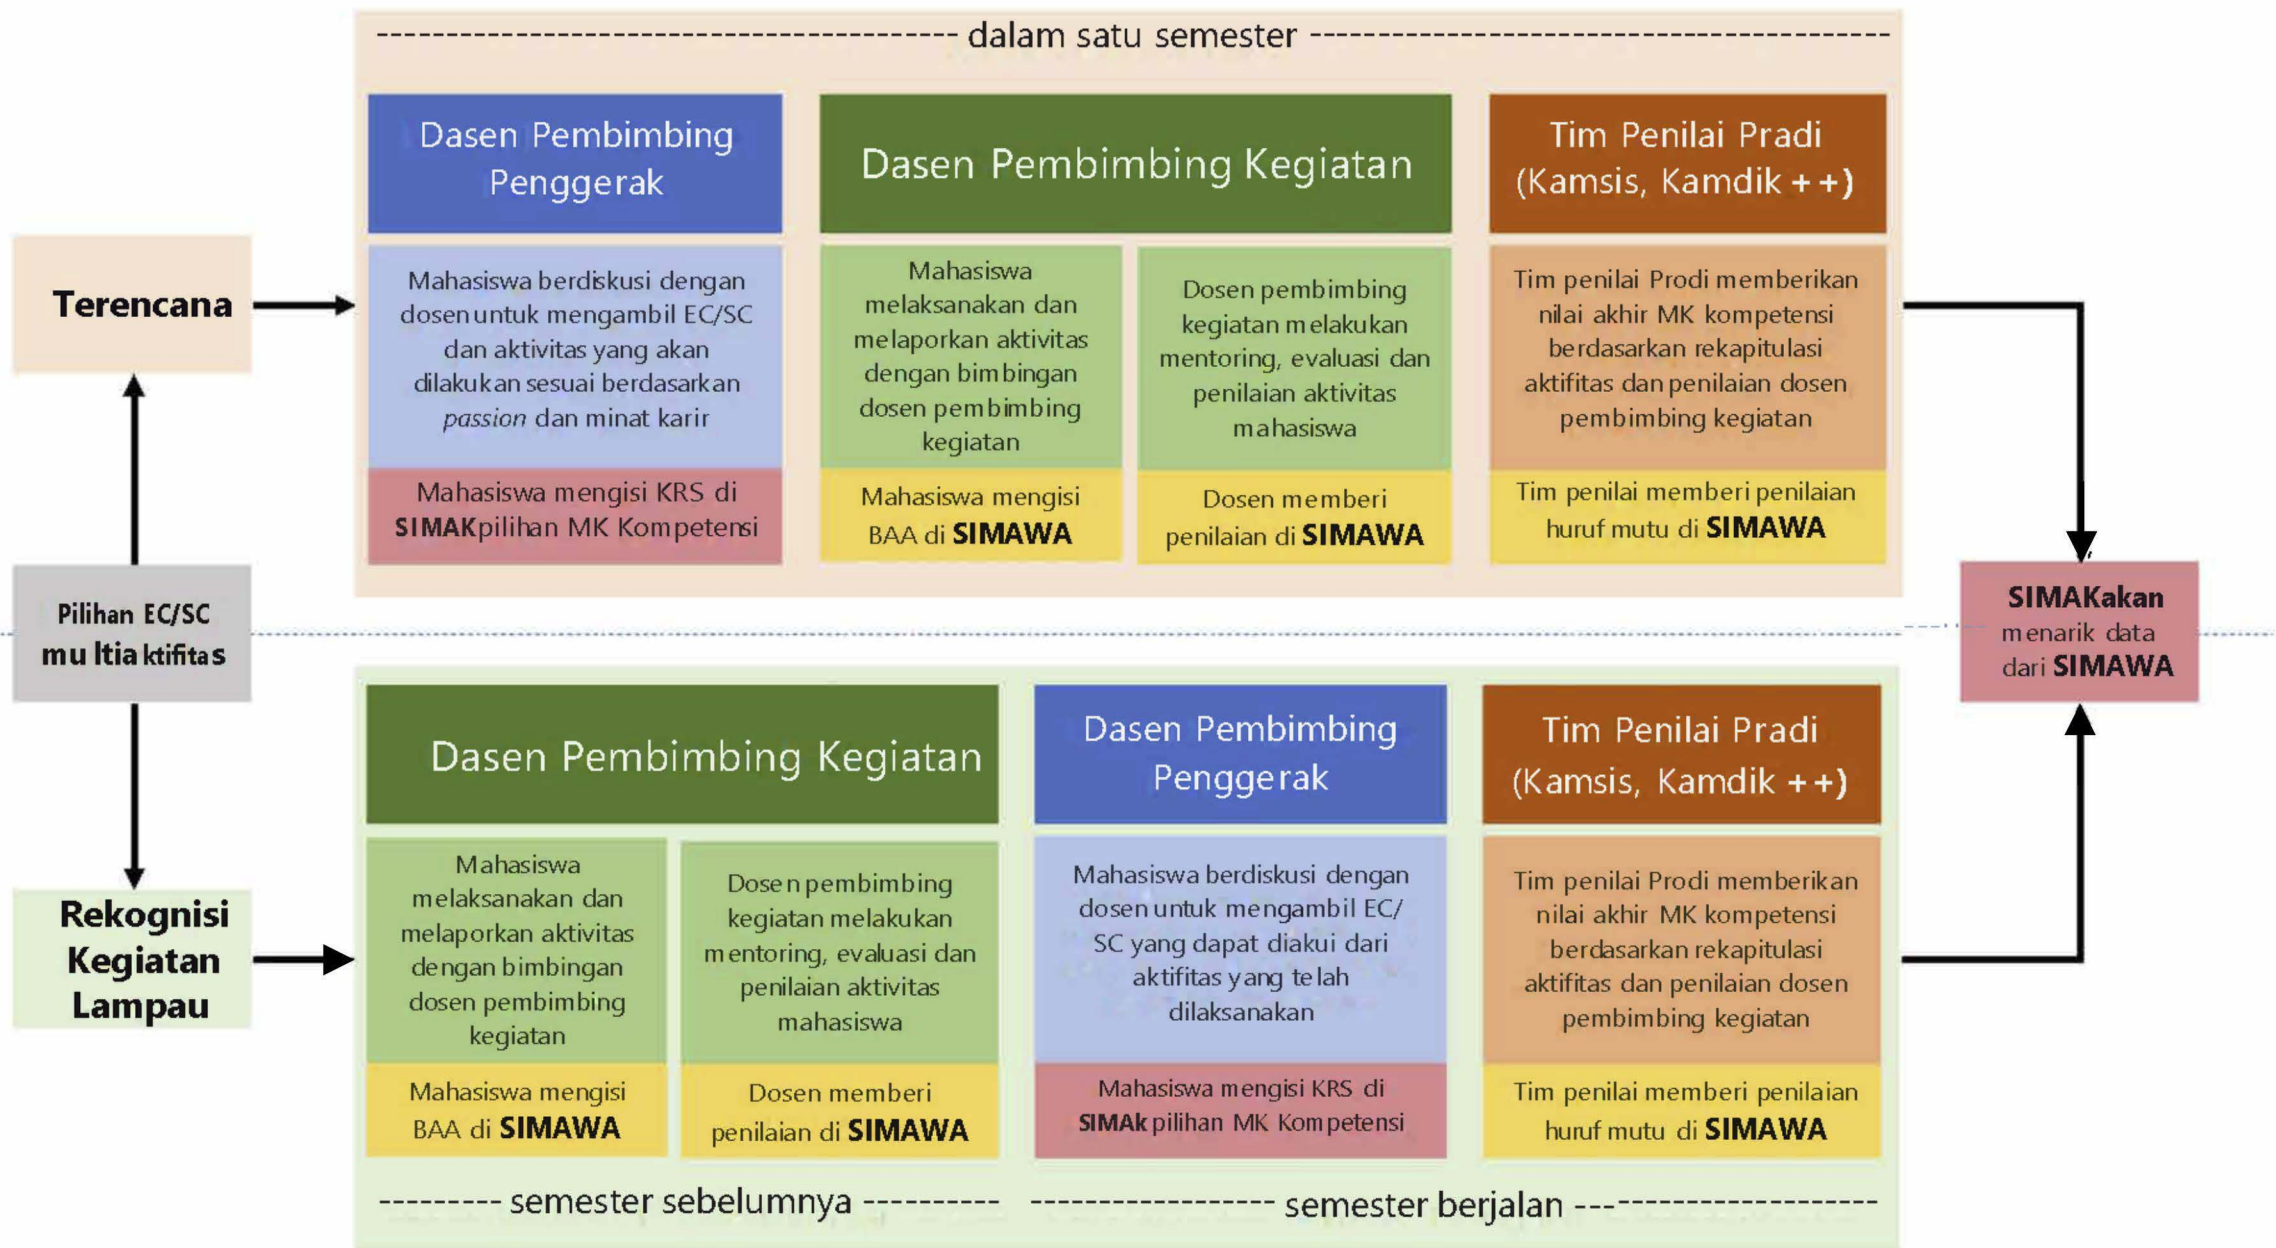 dalam satu semester
Dasen Pembimbing
Penggerak
Dasen Pembimbing Kegiatan
Tim Penilai Pradi
(Kamsis, Kamdik ++)
Terencana
Mahasiswa berdiskusi dengan
dosen untuk mengambil EC/SC
dan aktivitas yang akan
dilakukan sesuai berdasarkan
passion dan minat karir
Mahasiswa
melaksanakan dan
melaporkan aktivitas
dengan bimbingan
dosen pembimbing
kegiatan
Dosen pembimbing
kegiatan melakukan
mentoring, evaluasi dan
penilaian aktivitas
mahasiswa
Tim penilai Prodi memberikan
nilai akhir MK kompetensi
berdasarkan rekapitulasi
aktifitas dan penilaian dosen
pembimbing kegiatan
Mahasiswa mengisi KRS di
SIMAKpilihan MK Kompetensi
Mahasiswa mengisi
BAA di SIMAWA
Dosen memberi
penilaian di SIMAWA
Tim penilai memberi penilaian
huruf mutu di SIMAWA
Pilihan EC/SC
multiaktifitas
SIMAKakan
menarik data
dari SIMAWA
Rekognisi
Kegiatan
Lampau
Dasen Pembimbing Kegiatan
Dasen Pembimbing
Penggerak
Tim Penilai Pradi
(Kamsis, Kamdik ++)
Mahasiswa
melaksanakan dan
melaporkan aktivitas
dengan bimbingan
dosen pembimbing
kegiatan
Dosen pembimbing
kegiatan melakukan
mentoring, evaluasi dan
penilaian aktivitas
mahasiswa
Mahasiswa berdiskusi dengan
dosen untuk mengambil EC/
SC yang dapat diakui dari
aktifitas yang telah
dilaksanakan
Tim penilai Prodi memberikan
nilai akhir MK kompetensi
berdasarkan rekapitulasi
aktifitas dan penilaian dosen
pembimbing kegiatan
Mahasiswa mengisi
BAA di SIMAWA
Dosen memberi
penilaian di SIMAWA
Mahasiswa mengisi KRS di
SIMAk pilihan MK Kompetensi
Tim penilai memberi penilaian
huruf mutu di SIMAWA
semester sebelumnya
semester berjalan